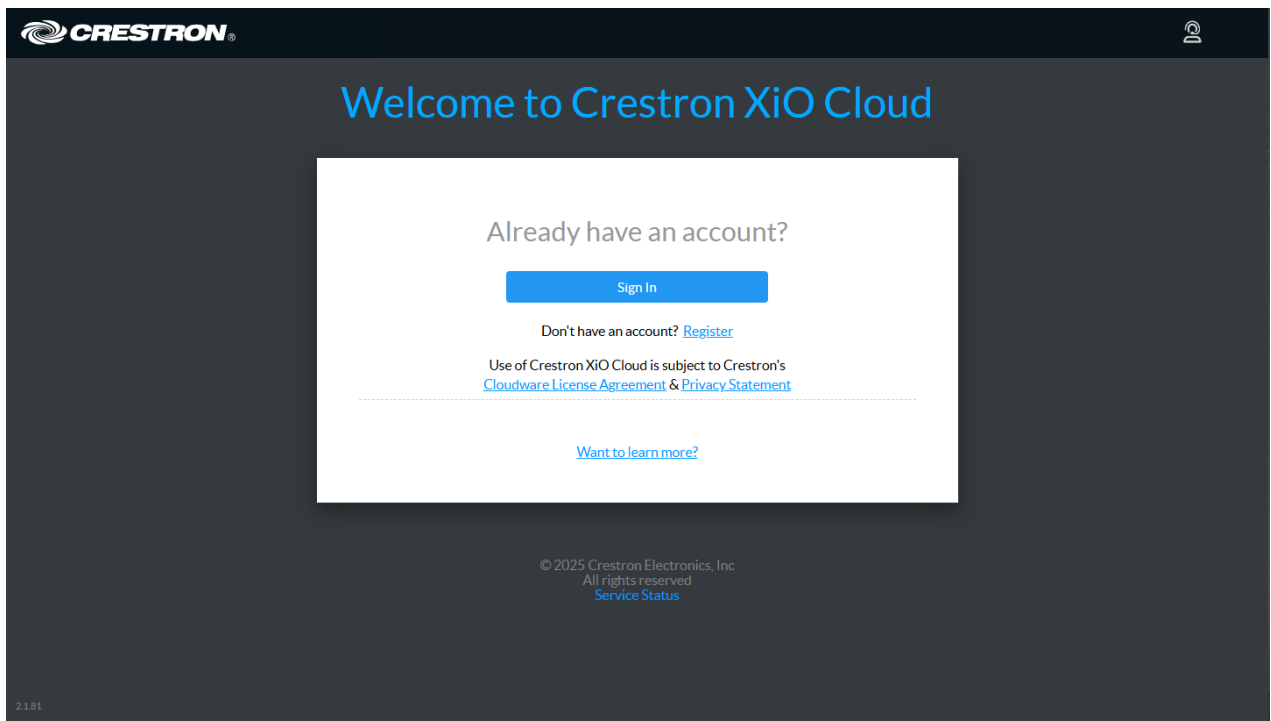 CRESTRON®
Welcome to Crestron XiO Cloud
Already have an account?
Sign In
Don't have an account? Register
Use of Crestron XiO Cloud is subject to Crestron's
Cloudware License Agreement & Privacy Statement
Want to learn more?
© 2025 Crestron Electronics, Inc
All rights reserved
Service Status
2.1.81